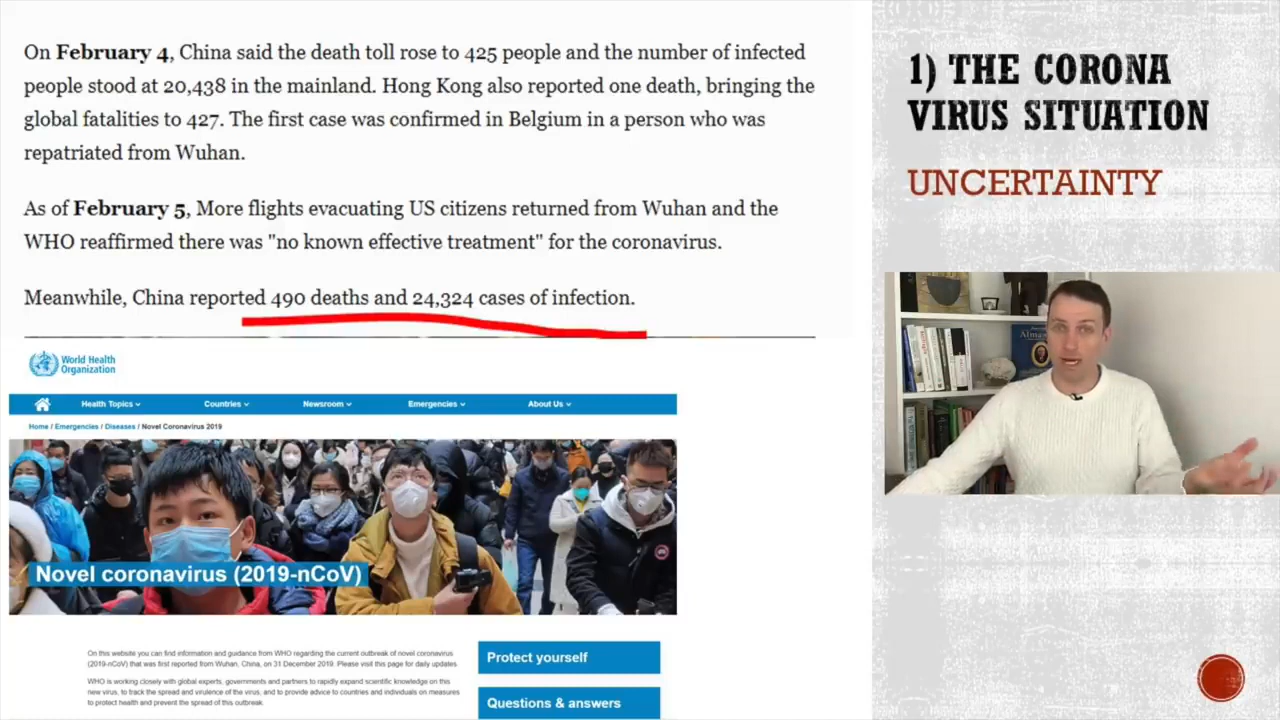 On February 4, China said the death toll rose to 425 people and the number of infected
people stood at 20,438 in the mainland. Hong Kong also reported one death, bringing the
global fatalities to 427. The first case was confirmed in Belgium in a person who was
repatriated from Wuhan.
As of February 5, More flights evacuating US citizens returned from Wuhan and the
WHO reaffirmed there was "no known effective treatment" for the coronavirus.
Meanwhile, China reported 490 deaths and 24,324 cases of infection.
World Health
Organization
Health Topics
Countries
Newsroom
Emergencies
About Us
Home / Emergencies / Diseases / Novel Coronavirus 2019
Novel coronavirus (2019-nCoV)
On this website you can find information and guidance from WHO regarding the current outbreak of novel coronavirus
(2019-nCoV) that was first reported from Wuhan, China, on 31 December 2019. Please visit this page for daily updates.
WHO is working closely with global experts, governments and partners to rapidly expand scientific knowledge on this
new virus, to track the spread and virulence of the virus, and to provide advice to countries and individuals on measures
to protect health and prevent the spread of this outbreak.
Protect yourself
Questions & answers
1) THE CORONA
VIRUS SITUATION
UNCERTAINTY